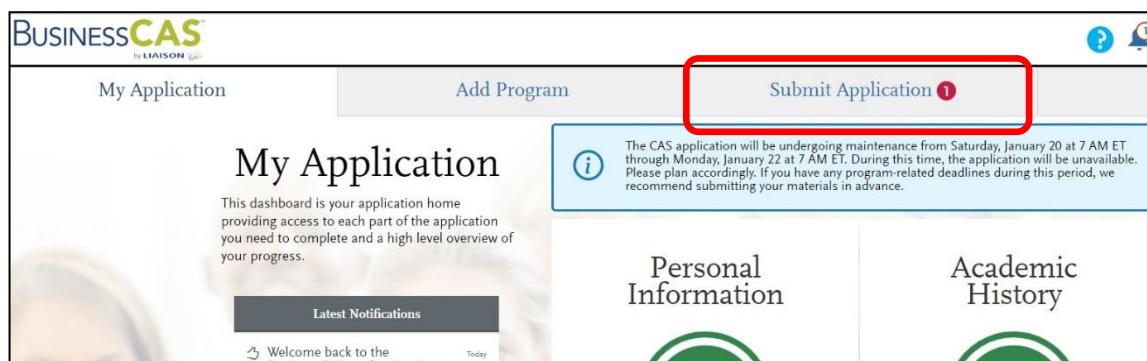 BUSINESSCAS
by LIAISON
My Application
Add Program
Submit Application 1
My Application
This dashboard is your application home
providing access to each part of the application
you need to complete and a high level overview of
your progress.
Latest Notifications
Welcome back to the
Today
The CAS application will be undergoing maintenance from Saturday, January 20 at 7 AM ET
through Monday, January 22 at 7 AM ET. During this time, the application will be unavailable.
Please plan accordingly. If you have any program-related deadlines during this period, we
recommend submitting your materials in advance.
Personal
Information
Academic
History